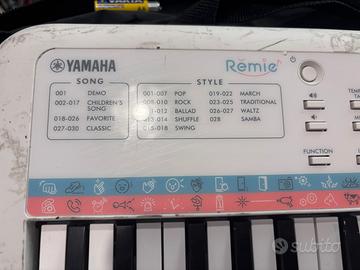 VARTA
YAMAHA
Remie
SONG
STYLE
001 DEMO
002-017 CHILDREN'S SONG
018-026 FAVORITE
027-030 CLASSIC
001-007 POP
008-010 ROCK
011-012 BALLAD
013-014 SHUFFLE
015-018 SWING
019-022 MARCH
023-025 TRADITIONAL
026-027 WALTZ
028 SAMBA
FUNCTION
subito